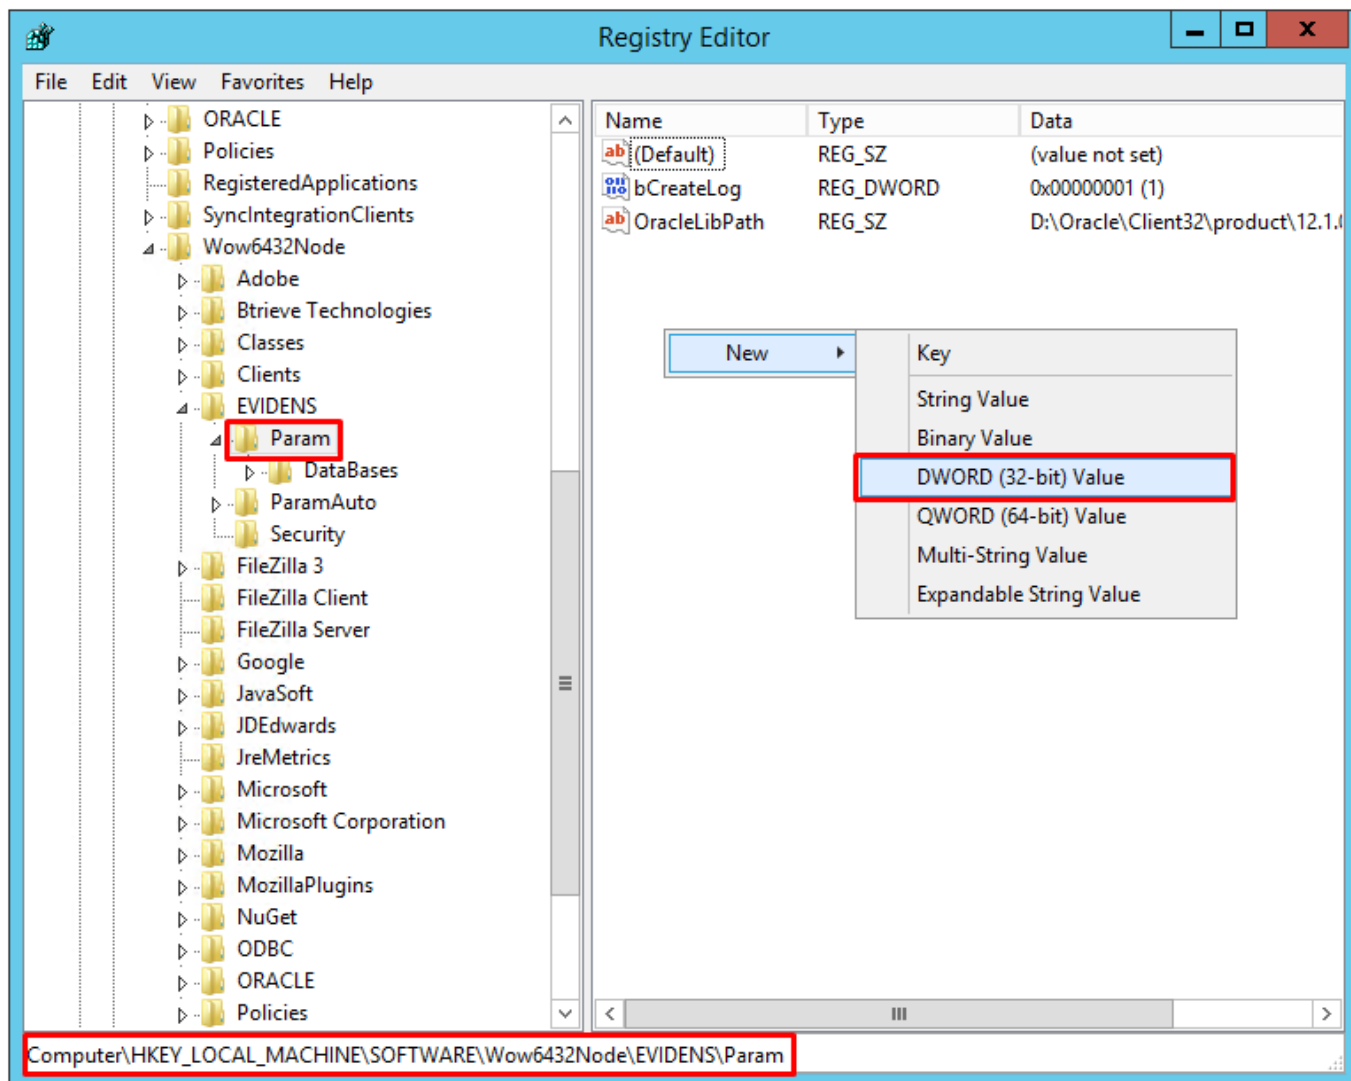 Registry Editor
File Edit View Favorites Help
ORACLE
Policies
RegisteredApplications
SyncIntegrationClients
Wow6432Node
Adobe
Btrieve Technologies
Classes
Clients
EVIDENS
Param
DataBases
ParamAuto
Security
FileZilla 3
FileZilla Client
FileZilla Server
Google
JavaSoft
JDEdwards
JreMetrics
Microsoft
Microsoft Corporation
Mozilla
MozillaPlugins
NuGet
ODBC
ORACLE
Policies
Name Type Data
(Default) REG_SZ (value not set)
bCreateLog REG_DWORD 0x00000001 (1)
OracleLibPath REG_SZ D:\Oracle\Client32\product\12.1.
New
Key
String Value
Binary Value
DWORD (32-bit) Value
QWORD (64-bit) Value
Multi-String Value
Expandable String Value
Computer\HKEY_LOCAL_MACHINE\SOFTWARE\Wow6432Node\EVIDENS\Param